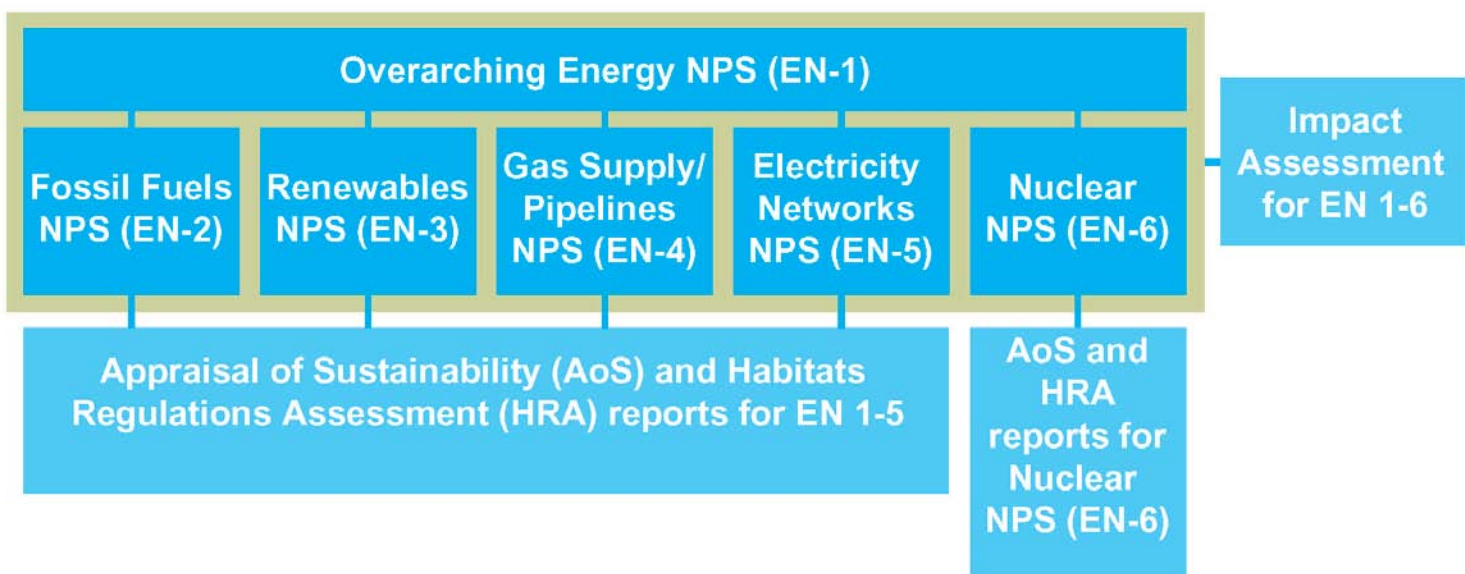 Overarching Energy NPS (EN-1)
Fossil Fuels
NPS (EN-2)
Renewables
NPS (EN-3)
Gas Supply/
Pipelines
NPS (EN-4)
Electricity
Networks
NPS (EN-5)
Nuclear
NPS (EN-6)
Impact
Assessment
for EN 1-6
Appraisal of Sustainability (AoS) and Habitats
Regulations Assessment (HRA) reports for EN 1-5
AoS and
HRA
reports for
Nuclear
NPS (EN-6)